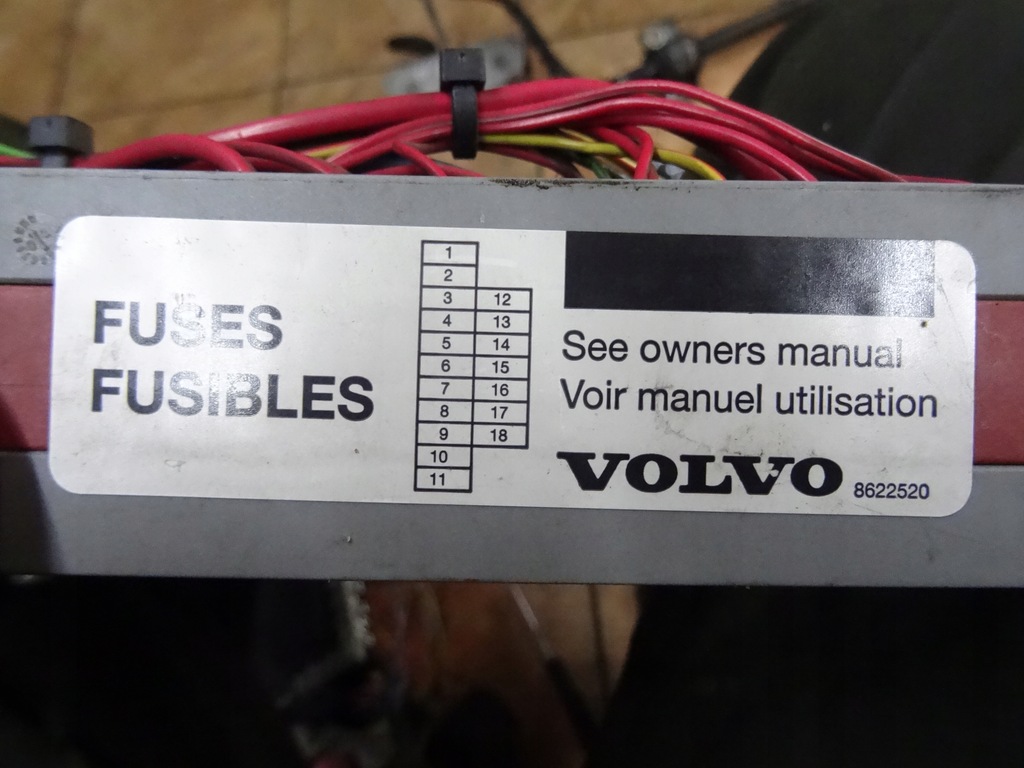 FUSES
FUSIBLES
1
2
3 12
4 13
5 14
6 15
7 16
8 17
9 18
10
11
See owners manual
Voir manuel utilisation
VOLVO 8622520